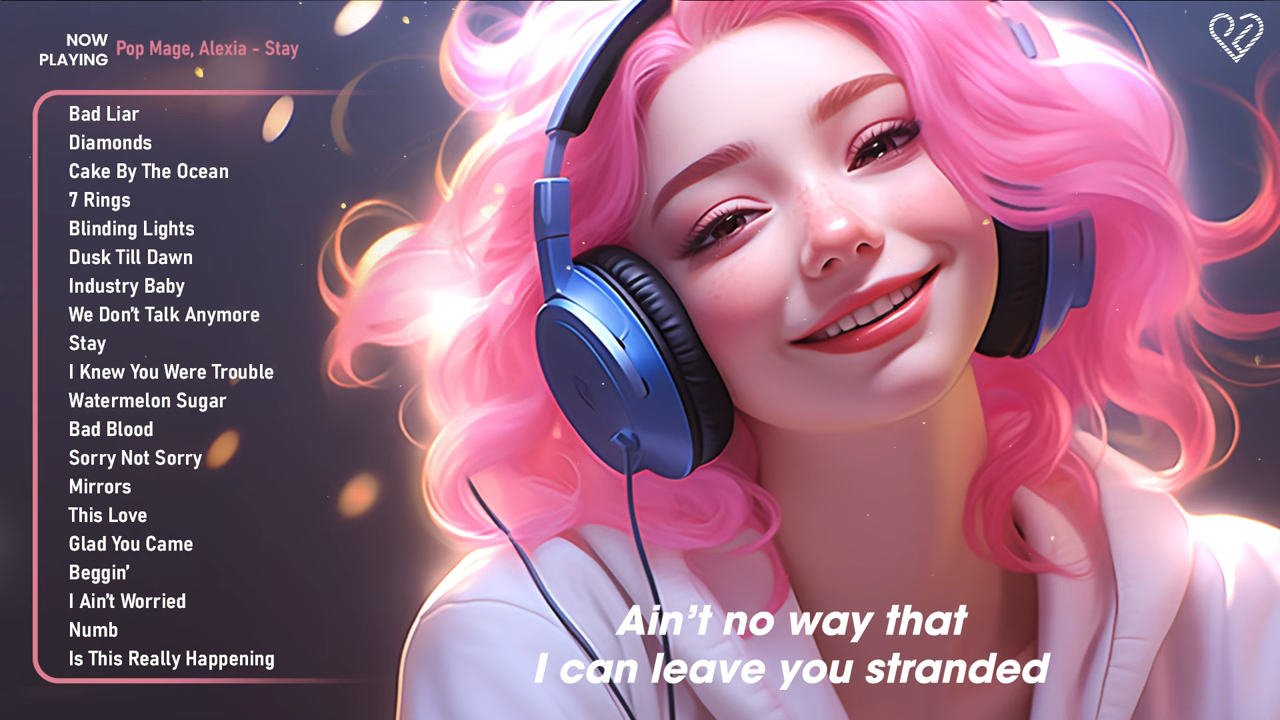 NOW
PLAYING
Pop Mage, Alexia - Stay
Bad Liar
Diamonds
Cake By The Ocean
7 Rings
Blinding Lights
Dusk Till Dawn
Industry Baby
We Don't Talk Anymore
Stay
I Knew You Were Trouble
Watermelon Sugar
Bad Blood
Sorry Not Sorry
Mirrors
This Love
Glad You Came
Beggin'
I Ain't Worried
Numb
Is This Really Happening
Ain't no way that
I can leave you stranded